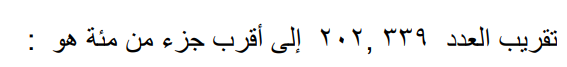 تقريب العدد ٢٠٢,٣٣٩ إلى أقرب جزء من مئة هو :